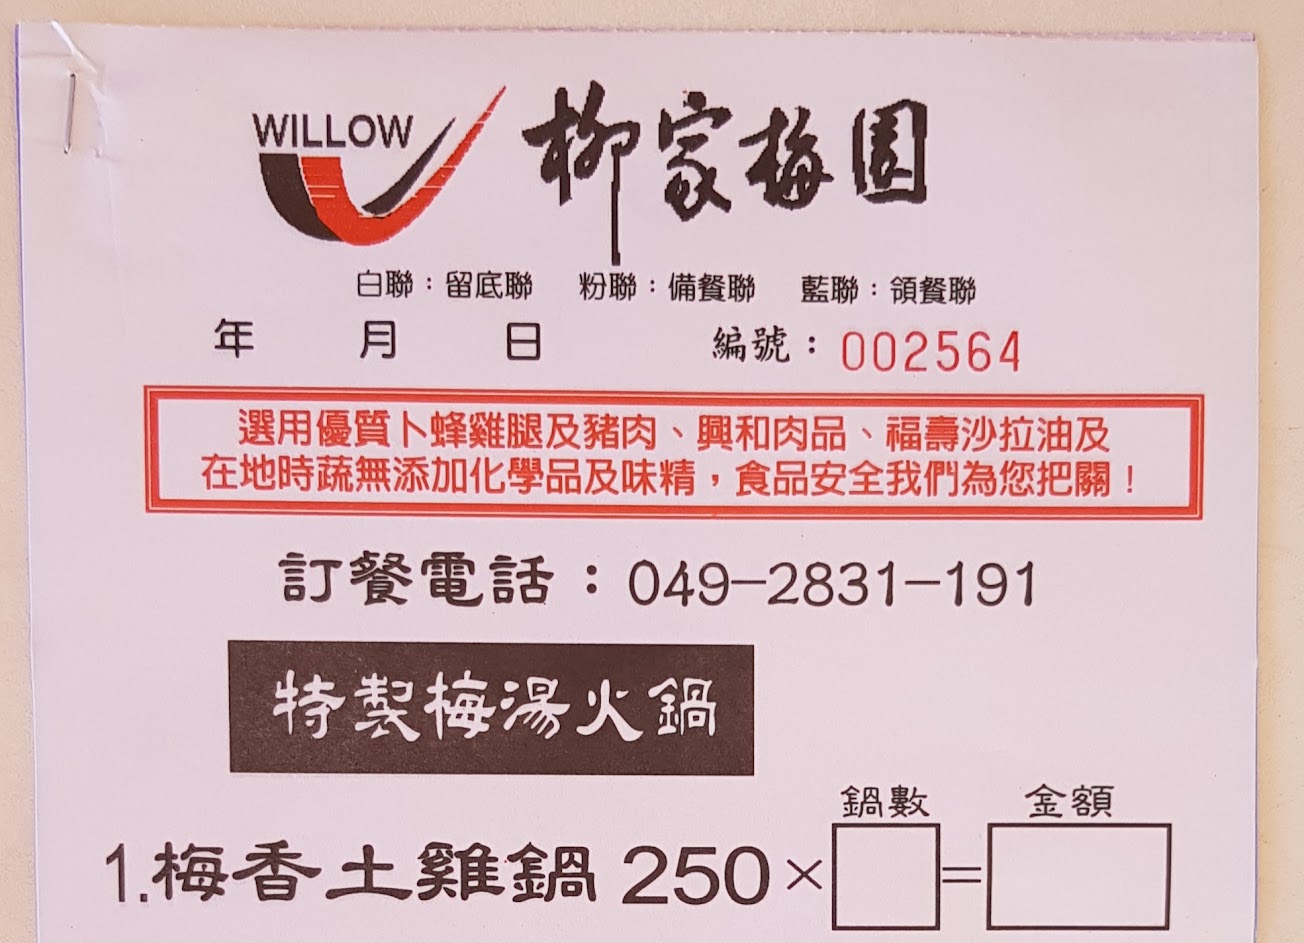 WILLOW 柳家梅園
白聯：留底聯 粉聯：備餐聯 藍聯：領餐聯
年 月 日 編號：002564
選用優質卜蜂雞腿及豬肉、興和肉品、福壽沙拉油及
在地時蔬無添加化學品及味精，食品安全我們為您把關！
訂餐電話：049-2831-191
特製梅湯火鍋
鍋數 金額
1.梅香土雞鍋 250× =